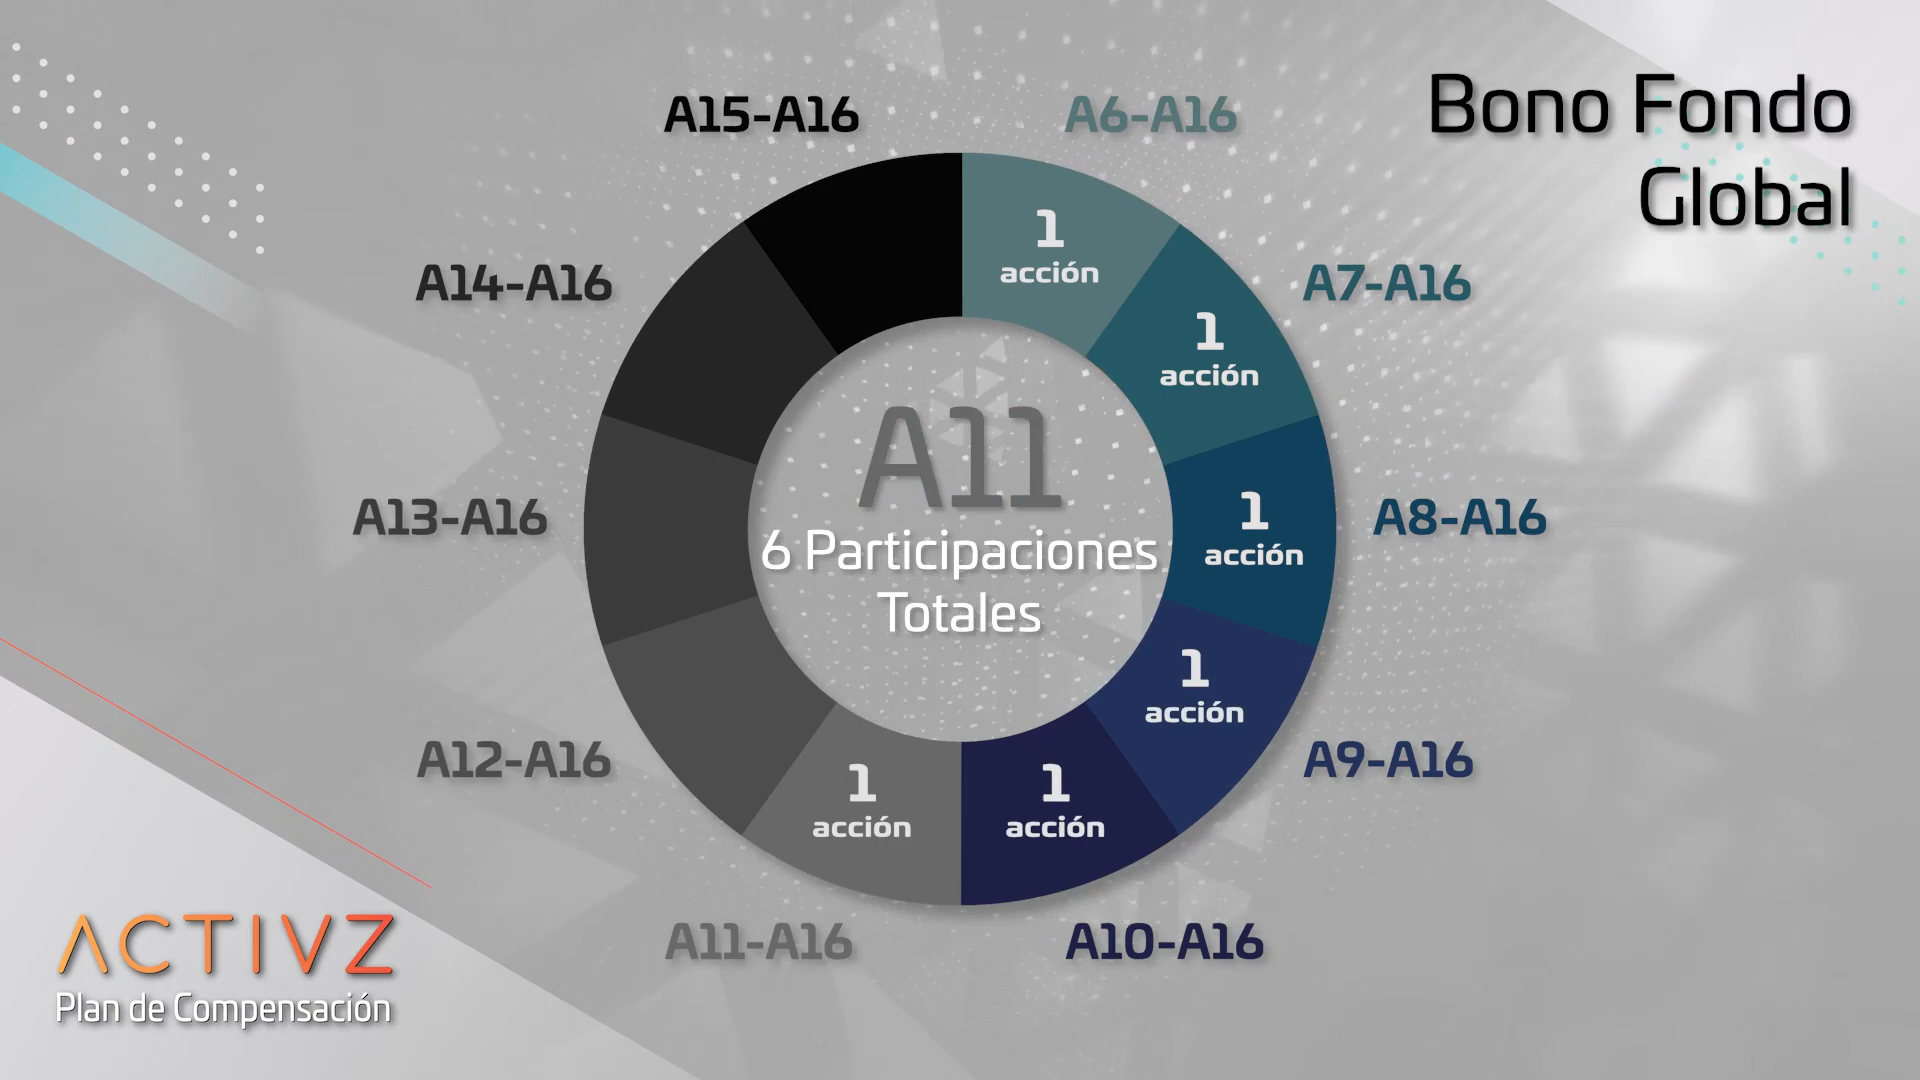 Bono Fondo
Global
A15-A16
A6-A16
1
acción
A14-A16
A7-A16
1
acción
A11
6 Participaciones
Totales
A13-A16
A8-A16
1
acción
1
acción
A12-A16
A9-A16
1
acción
1
acción
A11-A16
A10-A16
ACTIVZ
Plan de Compensación